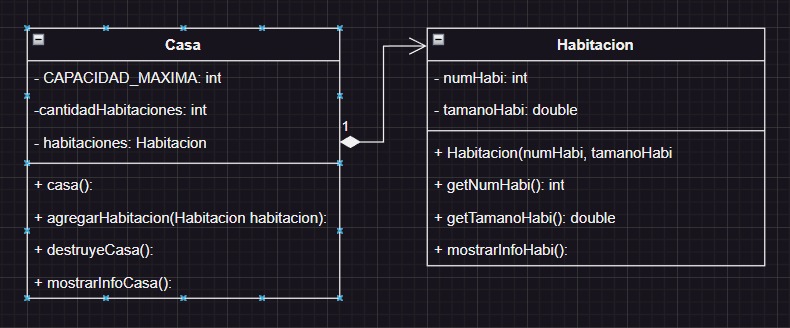 Casa
- CAPACIDAD_MAXIMA: int
-cantidadHabitaciones: int
- habitaciones: Habitacion
+ casa():
+ agregarHabitacion(Habitacion habitacion):
+ destruyeCasa():
+ mostrarInfoCasa():
1
Habitacion
- numHabi: int
- tamanoHabi: double
+ Habitacion(numHabi, tamanoHabi
+ getNumHabi(): int
+ getTamanoHabi(): double
+ mostrarInfoHabi():